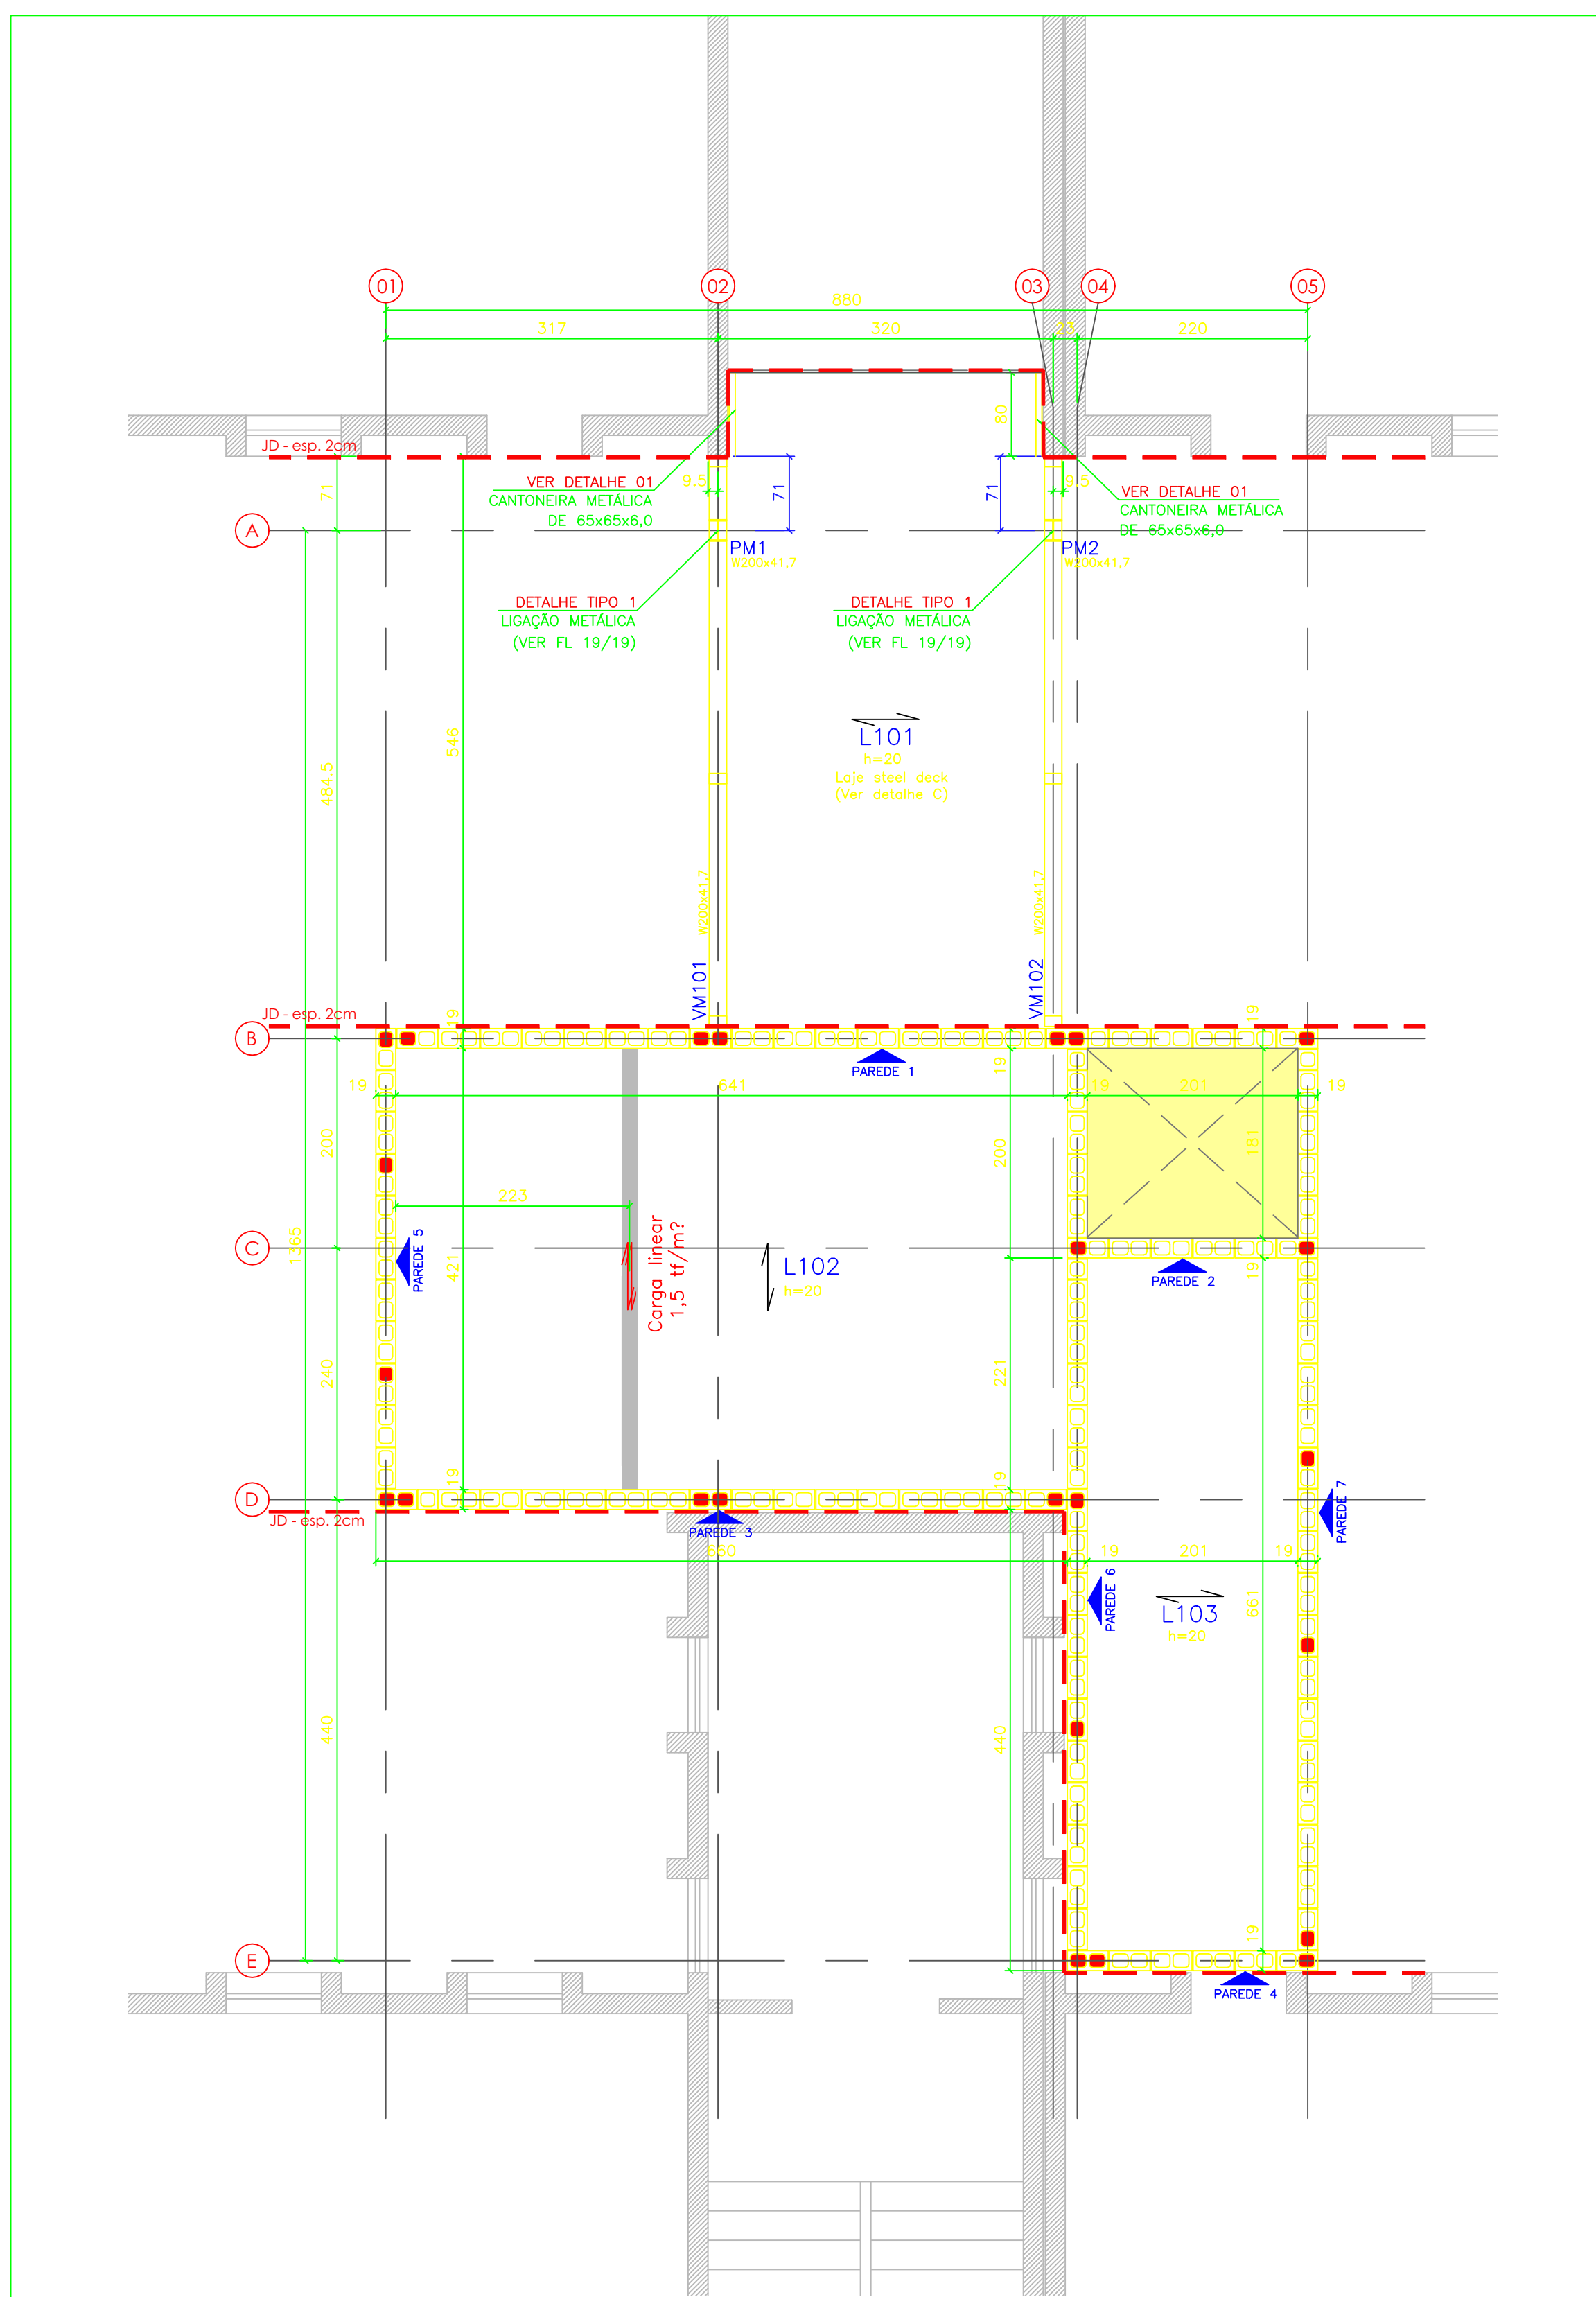 01
02
03
04
05
880
317
320
23
220
80
JD - esp. 2cm
71
9.5
71
71
9.5
VER DETALHE 01
CANTONEIRA METÁLICA
DE 65x65x6,0
VER DETALHE 01
CANTONEIRA METÁLICA
DE 65x65x6,0
A
PM1
W200x41,7
PM2
W200x41,7
DETALHE TIPO 1
LIGAÇÃO METÁLICA
(VER FL 19/19)
DETALHE TIPO 1
LIGAÇÃO METÁLICA
(VER FL 19/19)
484.5
546
L101
h=20
Laje steel deck
(Ver detalhe C)
W200x41,7
VM101
W200x41,7
VM102
JD - esp. 2cm
19
19
B
19
PAREDE 1
19
641
19
201
19
200
200
181
223
1365
C
PAREDE 5
421
Carga linear
1,5 tf/m?
L102
h=20
19
PAREDE 2
240
221
19
19
D
JD - esp. 2cm
PAREDE 3
PAREDE 7
660
19
201
19
PAREDE 6
661
L103
h=20
440
440
19
E
PAREDE 4